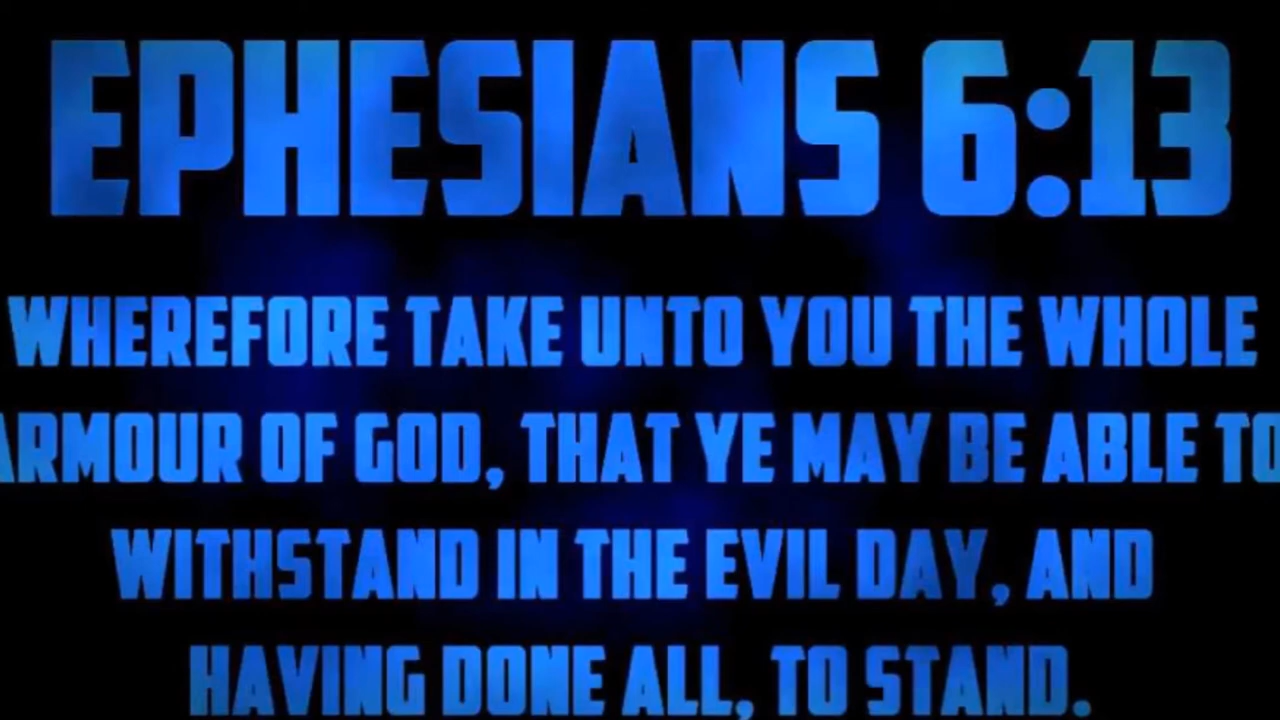 EPHESIANS 6:13
WHEREFORE TAKE UNTO YOU THE WHOLE
ARMOUR OF GOD, THAT YE MAY BE ABLE TO
WITHSTAND IN THE EVIL DAY, AND
HAVING DONE ALL, TO STAND.